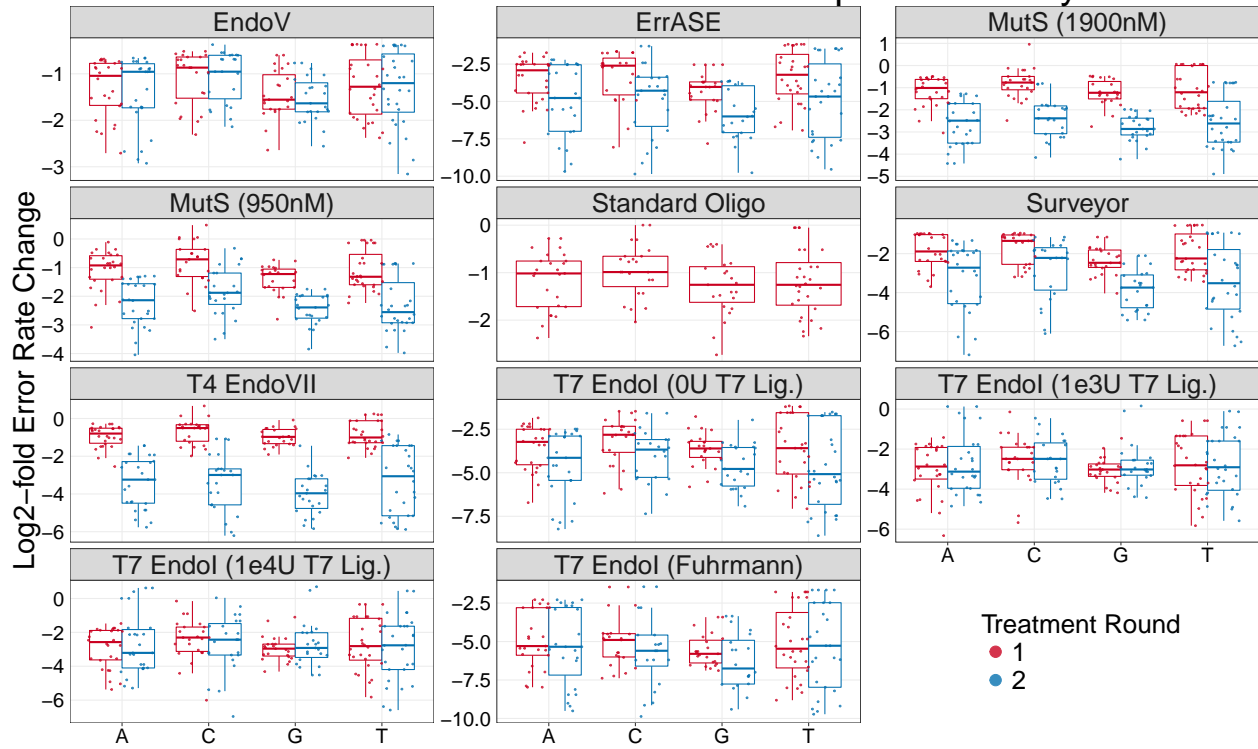 EndoV
ErrASE
MutS (1900nM)
−1
−2
−3
−2.5
−5.0
−7.5
−10.0
1
0
−1
−2
−3
−4
−5
MutS (950nM)
Standard Oligo
Surveyor
0
−1
−2
−3
−4
0
−1
−2
−2
−4
−6
Log2−fold Error Rate Change
T4 EndoVII
T7 EndoI (0U T7 Lig.)
T7 EndoI (1e3U T7 Lig.)
0
−2
−4
−6
−2.5
−5.0
−7.5
0
−2
−4
−6
A C G T
T7 EndoI (1e4U T7 Lig.)
T7 EndoI (Fuhrmann)
0
−2
−4
−6
−2.5
−5.0
−7.5
−10.0
A C G T
A C G T
Treatment Round
1
2